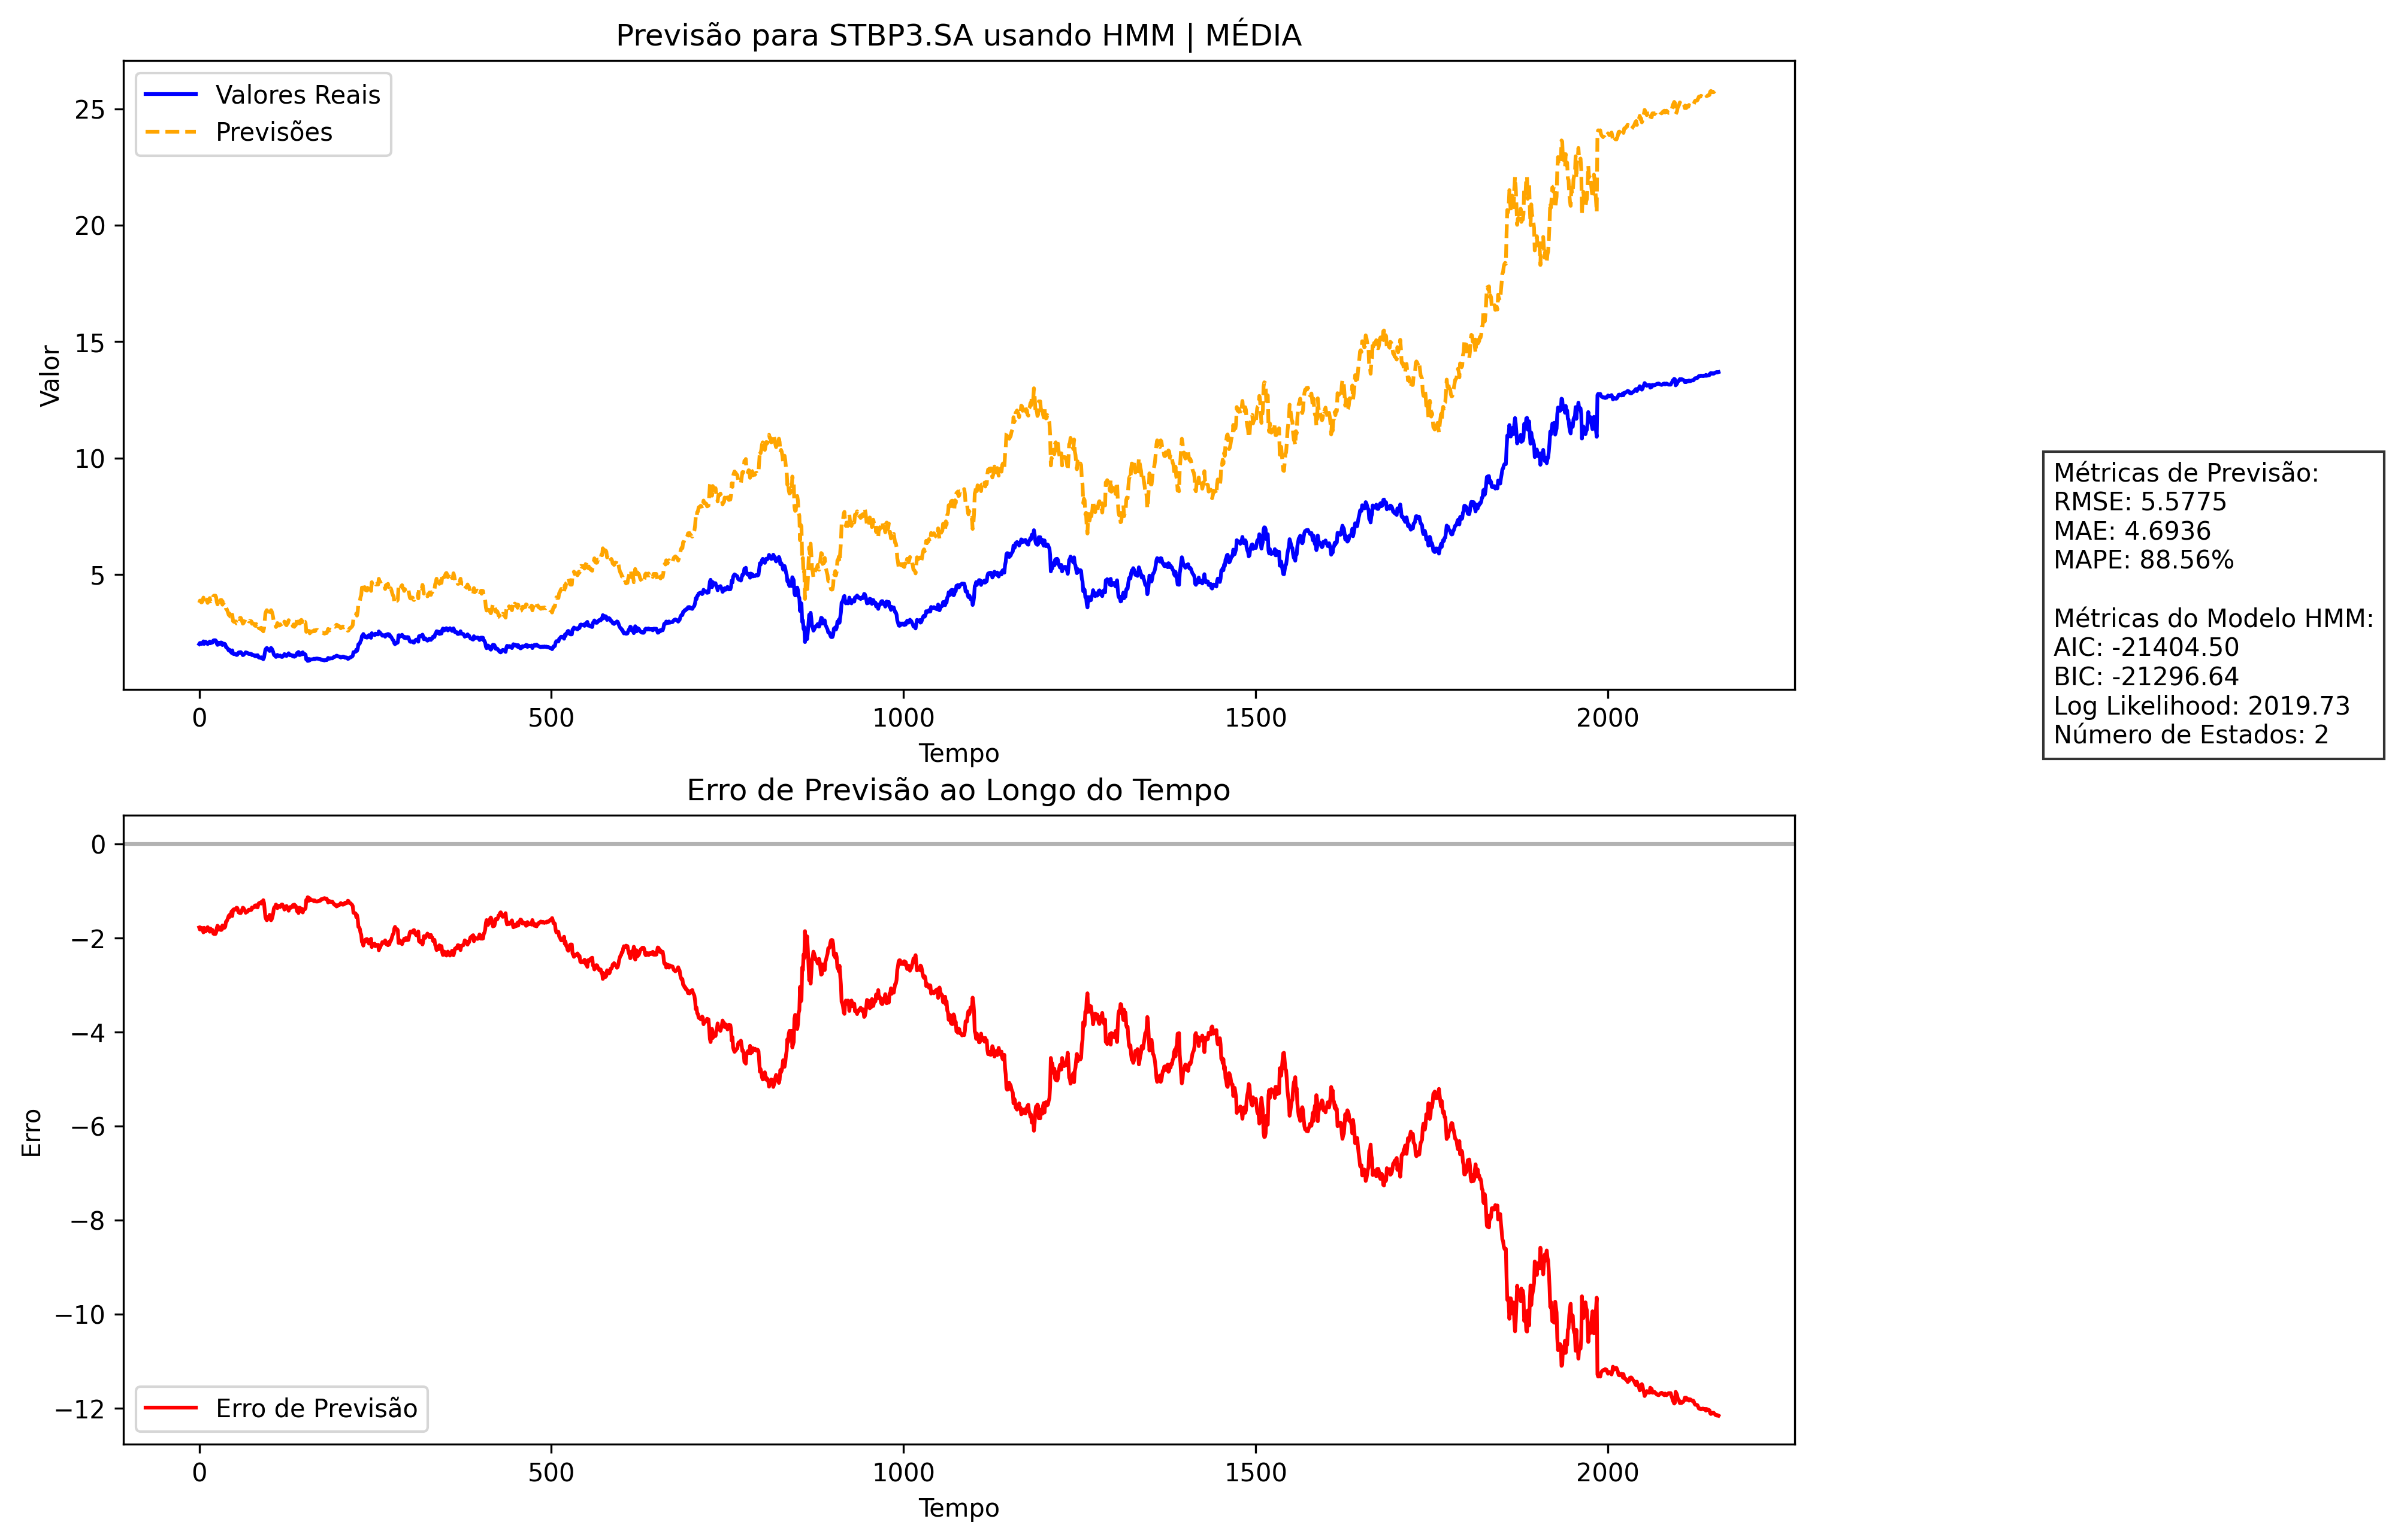 Previsão para STBP3.SA usando HMM | MÉDIA
Valores Reais
Previsões
Valor
25
20
15
10
5
0 500 1000 1500 2000
Tempo
Métricas de Previsão:
RMSE: 5.5775
MAE: 4.6936
MAPE: 88.56%
Métricas do Modelo HMM:
AIC: -21404.50
BIC: -21296.64
Log Likelihood: 2019.73
Número de Estados: 2
Erro de Previsão ao Longo do Tempo
Erro
0
−2
−4
−6
−8
−10
−12
Erro de Previsão
0 500 1000 1500 2000
Tempo